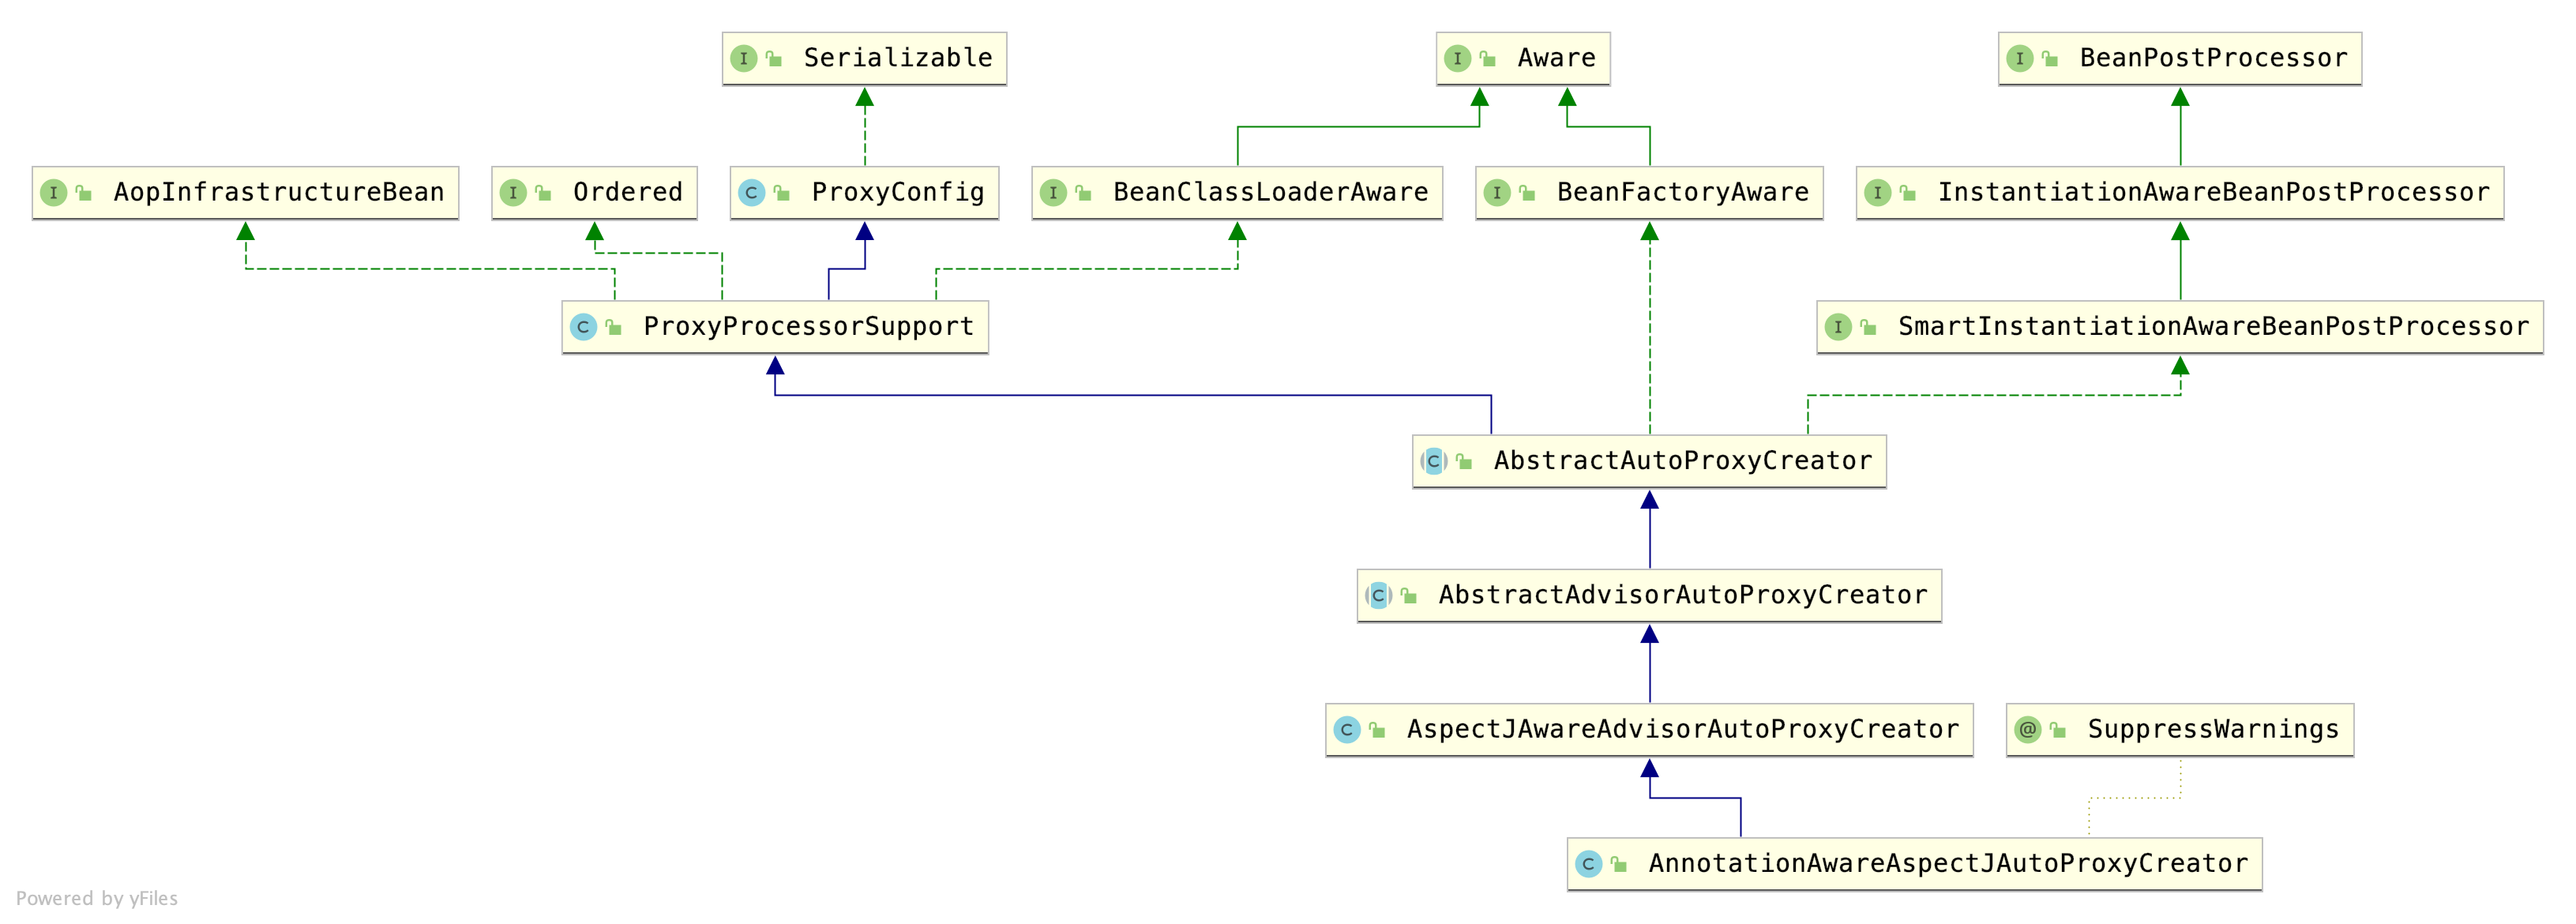 I Serializable
I Aware
I BeanPostProcessor
I AopInfrastructureBean
I Ordered
C ProxyConfig
I BeanClassLoaderAware
I BeanFactoryAware
I InstantiationAwareBeanPostProcessor
C ProxyProcessorSupport
I SmartInstantiationAwareBeanPostProcessor
C AbstractAutoProxyCreator
C AbstractAdvisorAutoProxyCreator
C AspectJAwareAdvisorAutoProxyCreator
@ SuppressWarnings
C AnnotationAwareAspectJAutoProxyCreator
Powered by yFiles